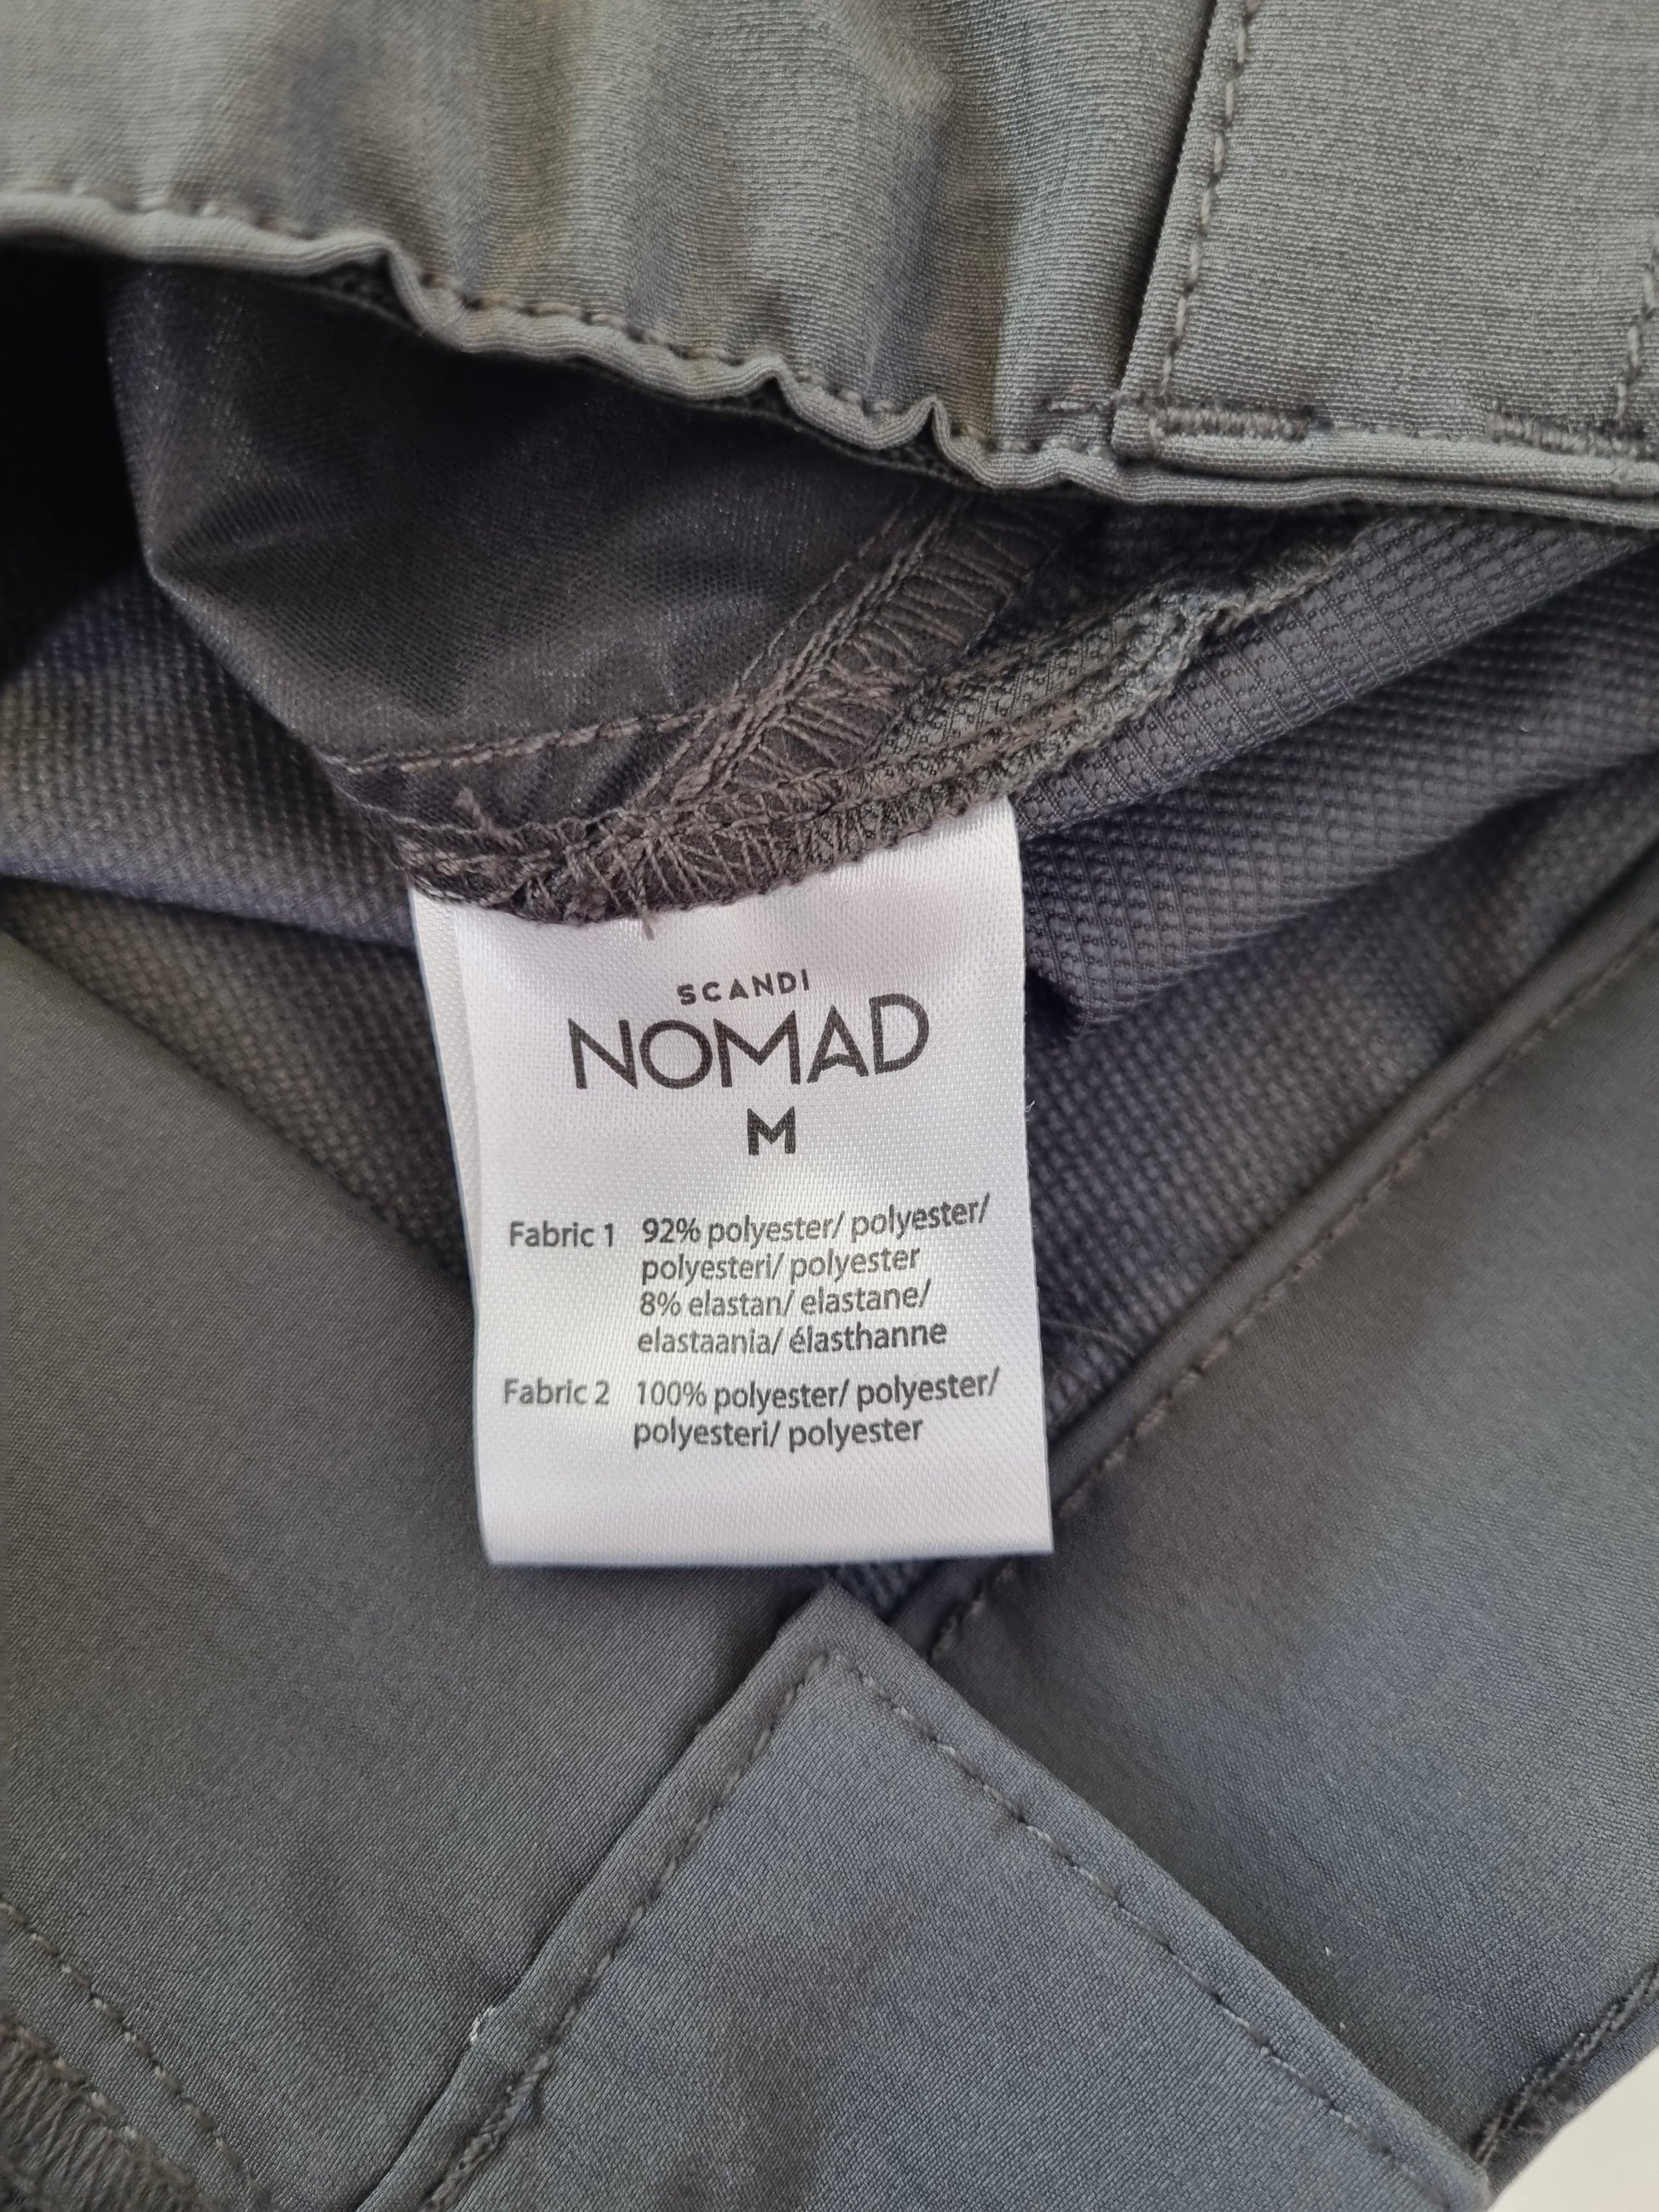 SCANDI
NOMAD
M
Fabric 1 92% polyester/ polyester/
polyesteri/ polyester
8% elastan/ elastane/
elastaania/ élasthanne
Fabric 2 100% polyester/ polyester/
polyesteri/ polyester